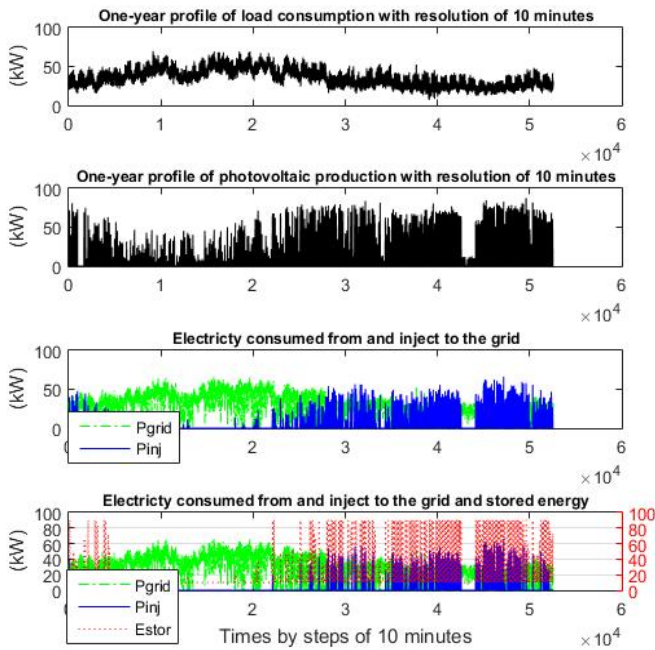 One-year profile of load consumption with resolution of 10 minutes
100
50
0
(kW)
0 1 2 3 4 5 6
×10^4
One-year profile of photovoltaic production with resolution of 10 minutes
100
50
0
(kW)
0 1 2 3 4 5 6
×10^4
Electricty consumed from and inject to the grid
100
50
0
(kW)
Pgrid
Pinj
2 3 4 5 6
×10^4
Electricty consumed from and inject to the grid and stored energy
100 100
80 80
60 60
40 40
20 20
0 0
(kW)
Pgrid
Pinj
Estor
0 2 3 4 5 6
×10^4
Times by steps of 10 minutes